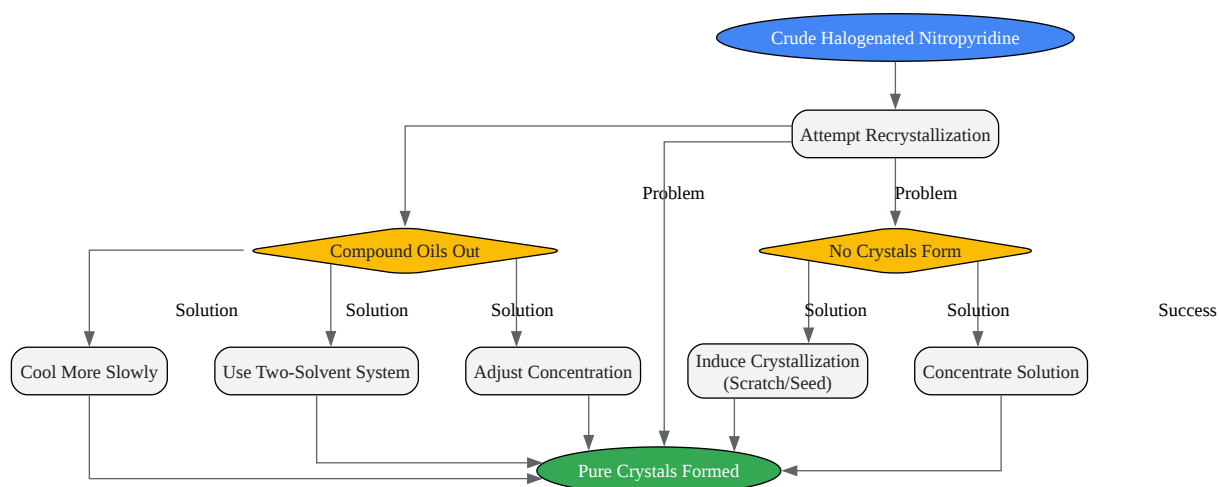 Crude Halogenated Nitropyridine
Attempt Recrystallization
Problem
Problem
Compound Oils Out
No Crystals Form
Solution
Solution
Solution
Solution
Solution
Success
Cool More Slowly
Use Two-Solvent System
Adjust Concentration
Induce Crystallization
(Scratch/Seed)
Concentrate Solution
Pure Crystals Formed